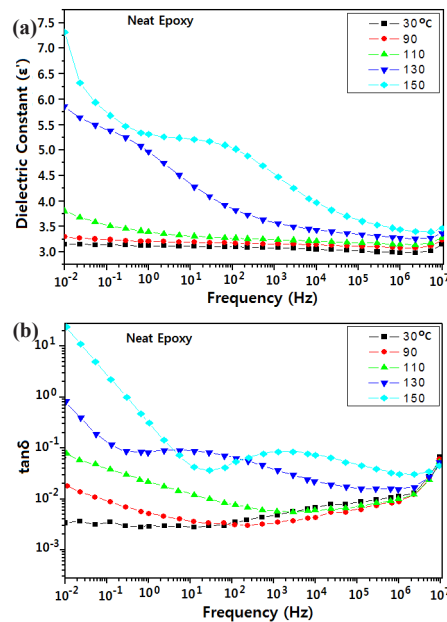 (a)
Neat Epoxy
Dielectric Constant (ε')
7.5
7.0
6.5
6.0
5.5
5.0
4.5
4.0
3.5
3.0
30°C
90
110
130
150
10⁻² 10⁻¹ 10⁰ 10¹ 10² 10³ 10⁴ 10⁵ 10⁶ 10⁷
Frequency (Hz)
(b)
Neat Epoxy
tanδ
10¹
10⁰
10⁻¹
10⁻²
10⁻³
30°C
90
110
130
150
10⁻² 10⁻¹ 10⁰ 10¹ 10² 10³ 10⁴ 10⁵ 10⁶ 10⁷
Frequency (Hz)